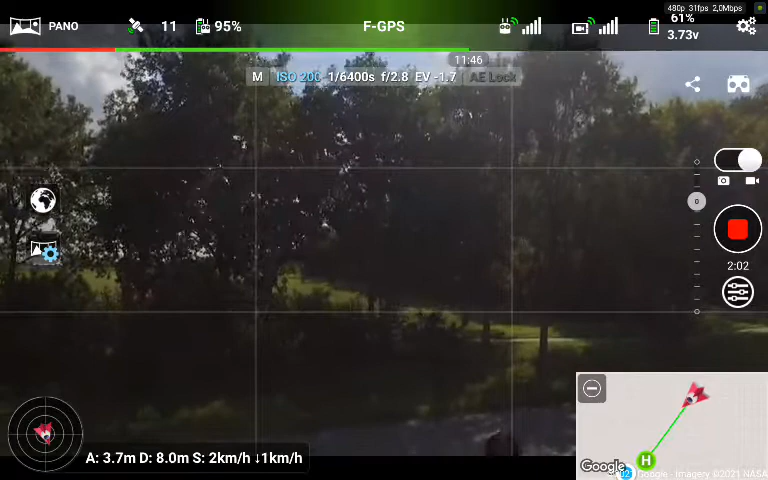 480p 31fps 2,0Mbps
PANO 11 95% F-GPS 61%
3.73v
11:46
M ISO 200 1/6400s f/2.8 EV -1.7 AE Lock
0
2:02
A: 3.7m D: 8.0m S: 2km/h ↓1km/h
H
Google
Google - Imagery ©2021 NASA